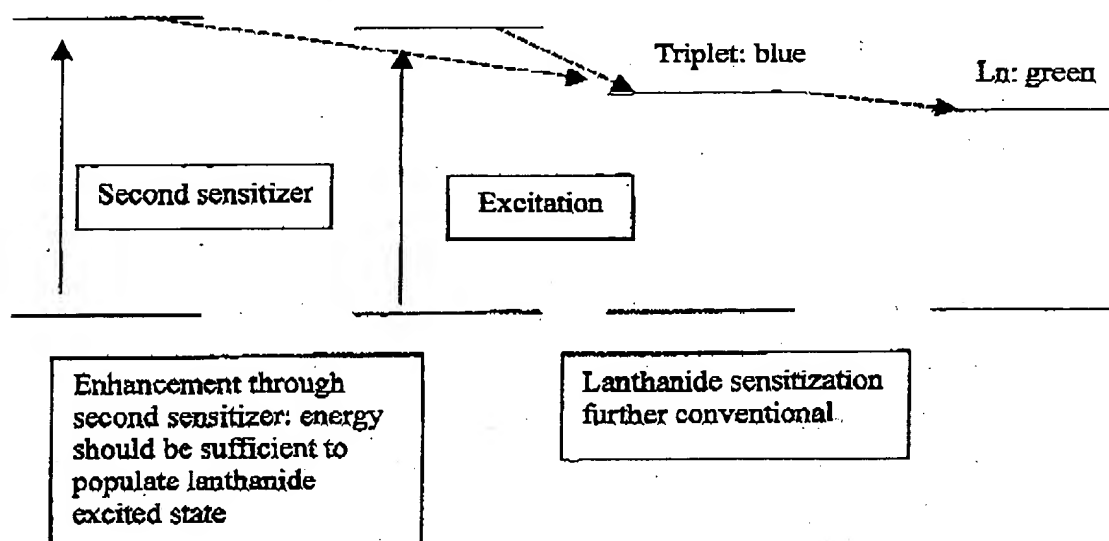 Triplet: blue
Ln: green
Second sensitizer
Excitation
Enhancement through
second sensitizer: energy
should be sufficient to
populate lanthanide
excited state
Lanthanide sensitization
further conventional